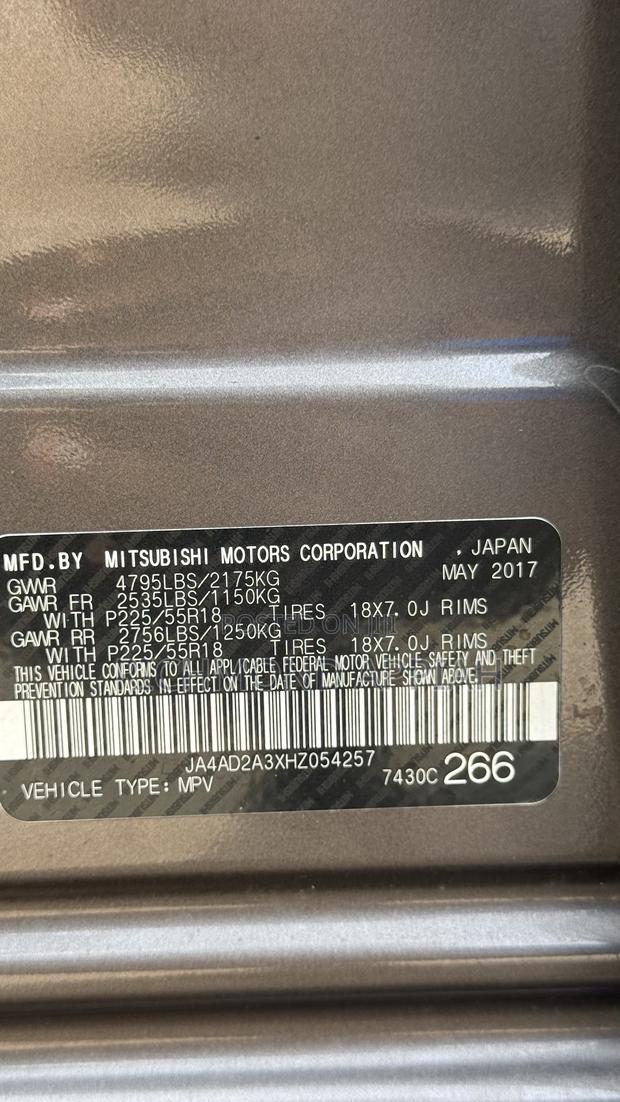 MFD.BY MITSUBISHI MOTORS CORPORATION . JAPAN
MAY 2017
GVWR 4795LBS/2175KG
GAWR FR 2535LBS/1150KG
WITH P225/55R18 TIRES 18X7.0J RIMS
GAWR RR 2756LBS/1250KG
WITH P225/55R18 TIRES 18X7.0J RIMS
POSTED ON
THIS VEHICLE CONFORMS TO ALL APPLICABLE FEDERAL MOTOR VEHICLE SAFETY AND THEFT
PREVENTION STANDARDS IN EFFECT ON THE DATE OF MANUFACTURE SHOWN ABOVE.
JA4AD2A3XHZ054257
VEHICLE TYPE: MPV 7430C 266